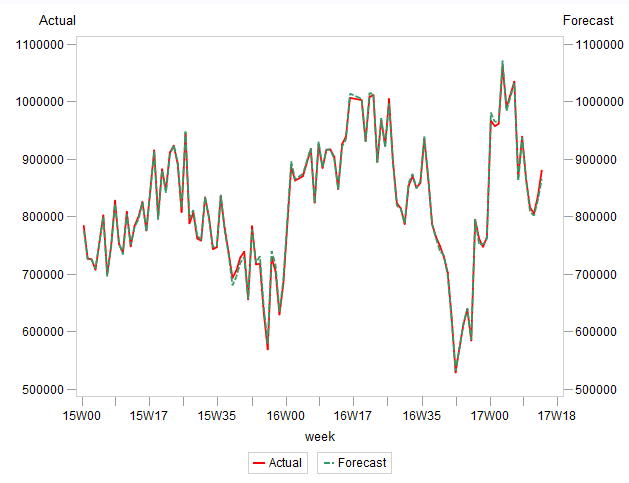 Actual Forecast
1100000 1100000
1000000 1000000
900000 900000
800000 800000
700000 700000
600000 600000
500000 500000
15W00 15W17 15W35 16W00 16W17 16W35 17W00 17W18
week
Actual Forecast